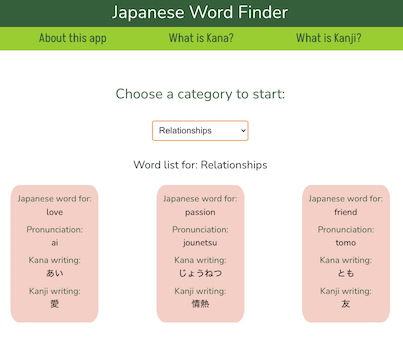 Japanese Word Finder
About this app
What is Kana?
What is Kanji?
Choose a category to start:
Relationships
Word list for: Relationships
Japanese word for:
love
Pronunciation:
ai
Kana writing:
あい
Kanji writing:
愛
Japanese word for:
passion
Pronunciation:
jounetsu
Kana writing:
じょうねつ
Kanji writing:
情熱
Japanese word for:
friend
Pronunciation:
tomo
Kana writing:
とも
Kanji writing:
友